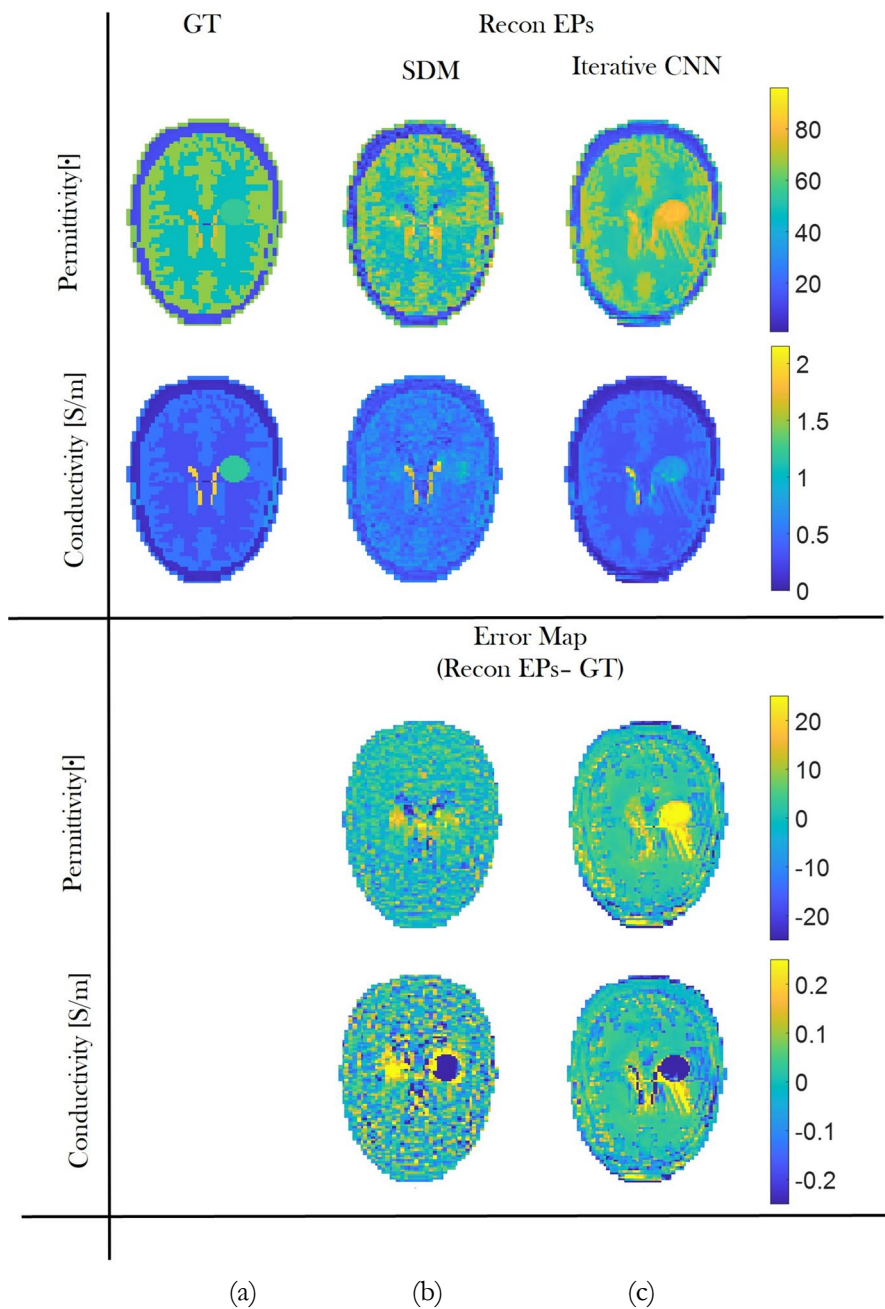 GT
Recon EPs
SDM
Iterative CNN
Permittivity[•]
80
60
40
20
Conductivity [S/m]
2
1.5
1
0.5
0
Error Map
(Recon EPs– GT)
Permittivity[•]
20
10
0
-10
-20
Conductivity [S/m]
0.2
0.1
0
-0.1
-0.2
(a)
(b)
(c)